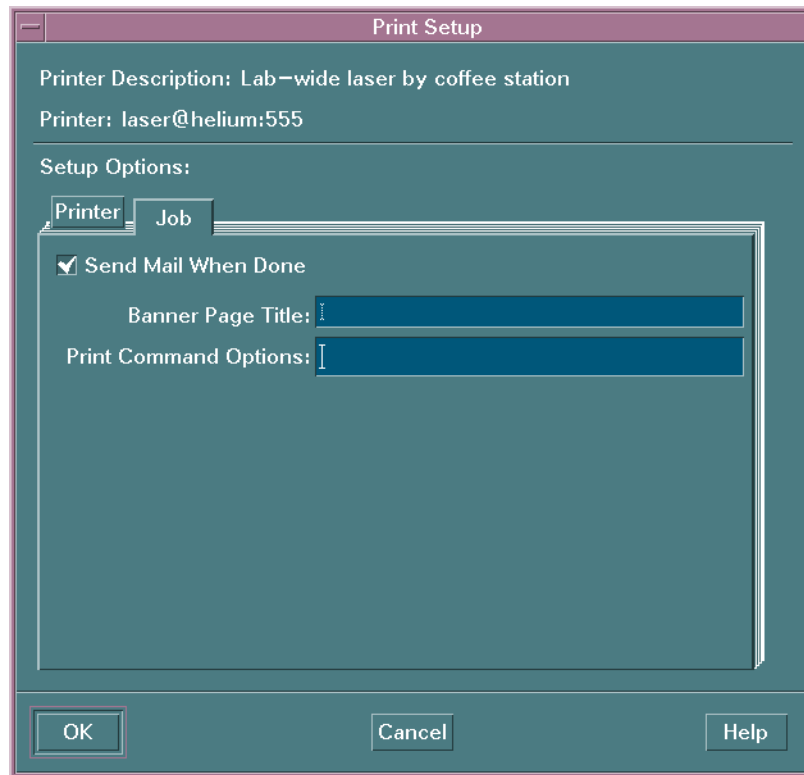 Print Setup
Printer Description: Lab-wide laser by coffee station
Printer: laser@helium:555
Setup Options:
Printer Job
Send Mail When Done
Banner Page Title:
Print Command Options:
OK Cancel Help